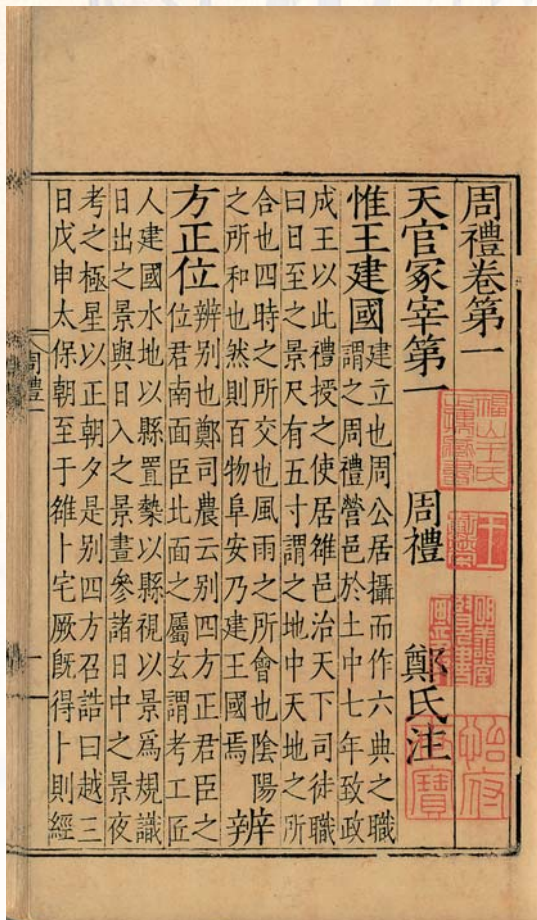 周禮卷第一
天官冢宰第一 周禮 鄭氏注
惟王建國 建立也周公居攝而作六典之職
謂之周禮營邑於土中七年致政
成王以此禮授之使居雒邑治天下司徒職
曰日至之景尺有五寸謂之地中天地之所
合也四時之所交也風雨之所會也陰陽
之所和也然則百物阜安乃建王國焉 辨
方正位 辨別也鄭司農云別四方正君臣之
位君南面臣北面之屬玄謂考工匠
人建國水地以縣置槷以縣視以景爲規識
日出之景與日入之景晝參諸日中之景夜
考之極星以正朝夕是別四方召誥曰越三
日戊申太保朝至于雒卜宅厥旣得卜則經
周禮一
怡府世寶